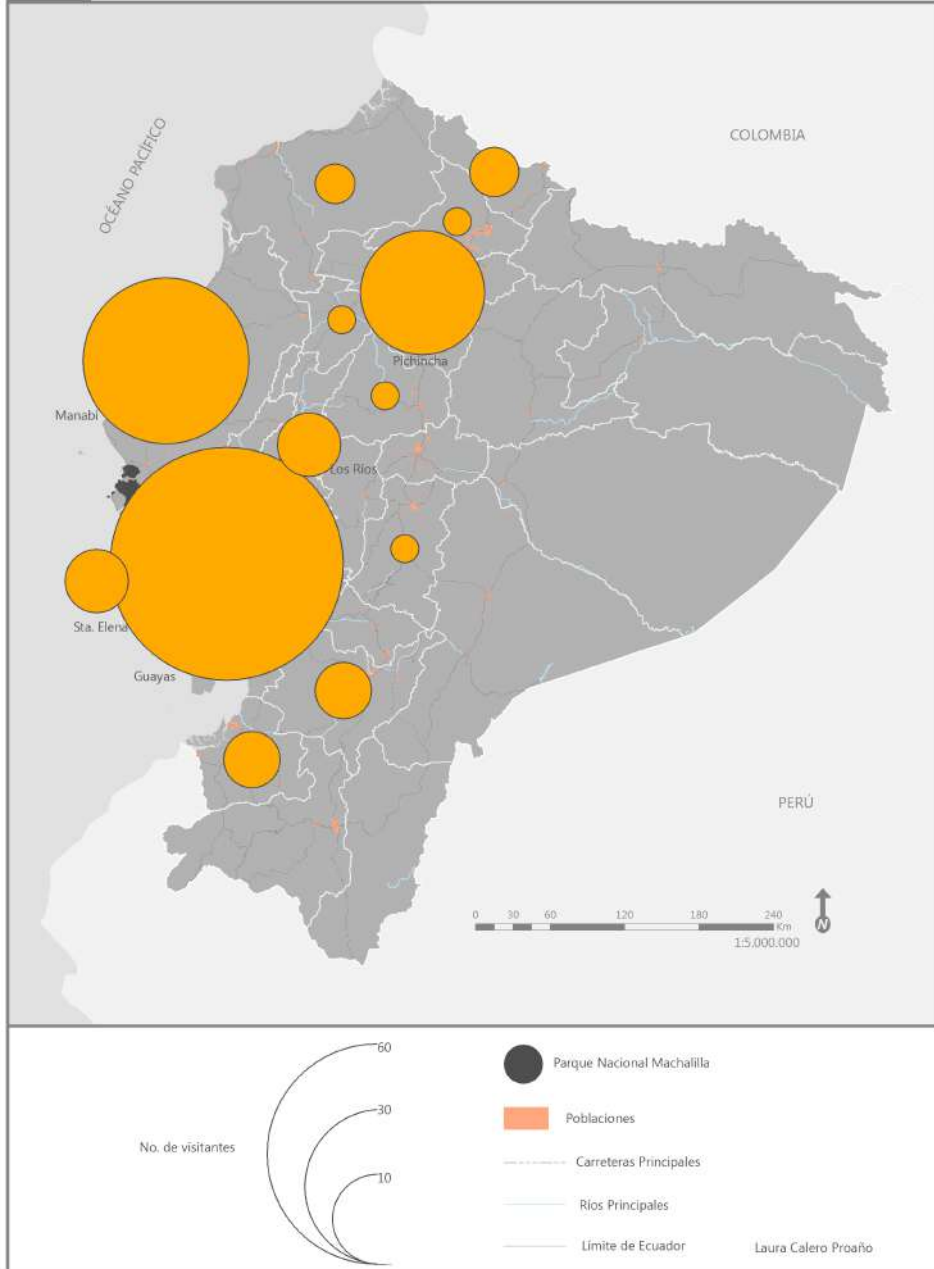 COLOMBIA
OCÉANO PACÍFICO
Pichincha
Manabí
Los Ríos
Sta. Elena
Guayas
PERÚ
0 30 60 120 180 240
Km
1:5.000.000
N
60
30
10
No. de visitantes
Parque Nacional Machalilla
Poblaciones
Carreteras Principales
Ríos Principales
Límite de Ecuador
Laura Calero Proaño